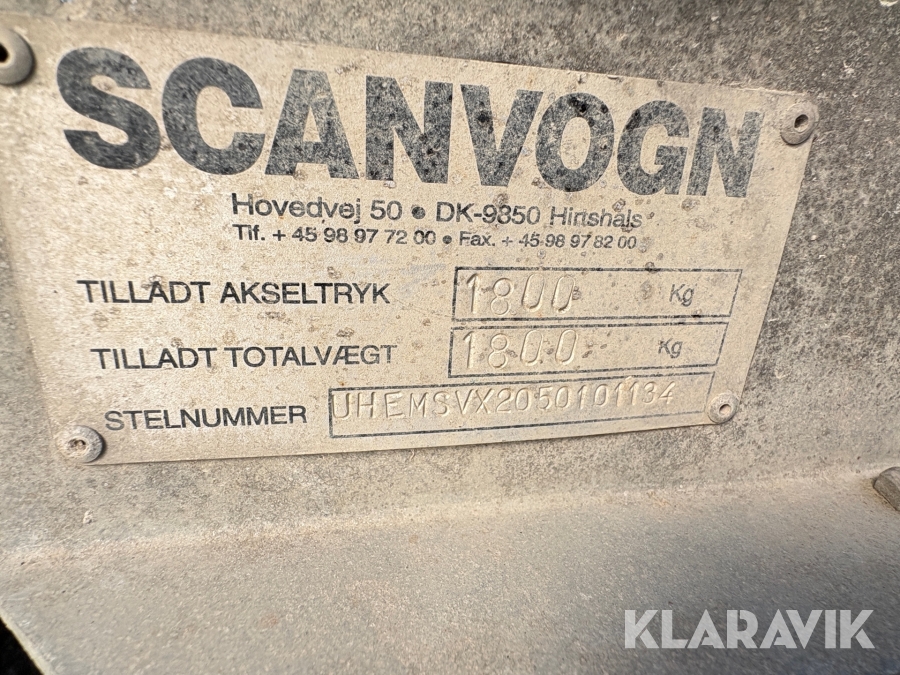 SCANVOGN
Hovedvej 50 • DK-9850 Hirtshals
Tlf. + 45 98 97 72 00 • Fax. + 45 98 97 82 00
TILLADT AKSELTRYK 1800 Kg
TILLADT TOTALVÆGT 1800 Kg
STELNUMMER UHEMSVX2050101134
KLARAVIK